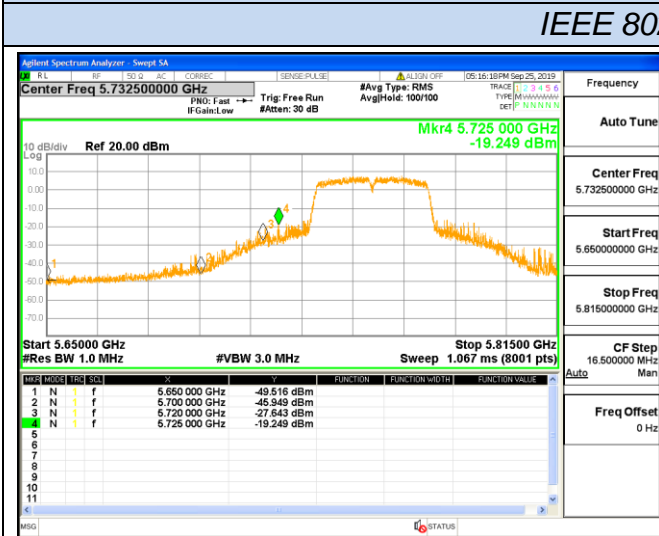 IEEE 80
Agilent Spectrum Analyzer - Swept SA
RL RF 50 Ω AC CORREC SENSE:PULSE ALIGN OFF 05:16:18 PM Sep 25, 2019
Center Freq 5.732500000 GHz
PNO: Fast
IFGain:Low
Trig: Free Run
#Atten: 30 dB
#Avg Type: RMS
Avg|Hold: 100/100
TRACE 1 2 3 4 5 6
TYPE M
DET P N N N N N
Mkr4 5.725 000 GHz
-19.249 dBm
10 dB/div Ref 20.00 dBm
Log
10.0
0.00
-10.0
-20.0
-30.0
-40.0
-50.0
-60.0
-70.0
1
2
3
4
Start 5.65000 GHz Stop 5.81500 GHz
#Res BW 1.0 MHz #VBW 3.0 MHz Sweep 1.067 ms (8001 pts)
MKR MODE TRC SCL X Y FUNCTION FUNCTION WIDTH FUNCTION VALUE
1 N 1 f 5.650 000 GHz -49.516 dBm
2 N 1 f 5.700 000 GHz -45.949 dBm
3 N 1 f 5.720 000 GHz -27.643 dBm
4 N 1 f 5.725 000 GHz -19.249 dBm
5
6
7
8
9
10
11
MSG STATUS
Frequency
Auto Tune
Center Freq
5.732500000 GHz
Start Freq
5.650000000 GHz
Stop Freq
5.815000000 GHz
CF Step
16.500000 MHz
Auto Man
Freq Offset
0 Hz